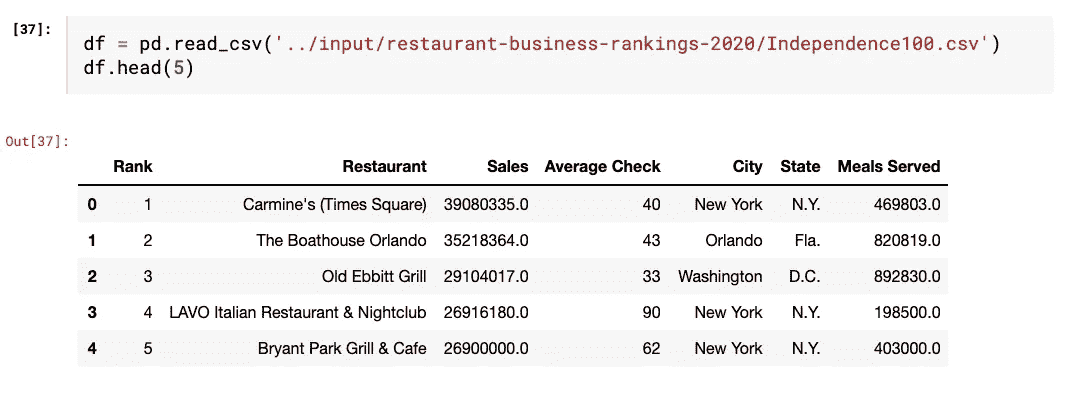 [37]:
df = pd.read_csv('../input/restaurant-business-rankings-2020/Independence100.csv')
df.head(5)
Out[37]:
Rank Restaurant Sales Average Check City State Meals Served
0 1 Carmine's (Times Square) 39080335.0 40 New York N.Y. 469803.0
1 2 The Boathouse Orlando 35218364.0 43 Orlando Fla. 820819.0
2 3 Old Ebbitt Grill 29104017.0 33 Washington D.C. 892830.0
3 4 LAVO Italian Restaurant & Nightclub 26916180.0 90 New York N.Y. 198500.0
4 5 Bryant Park Grill & Cafe 26900000.0 62 New York N.Y. 403000.0